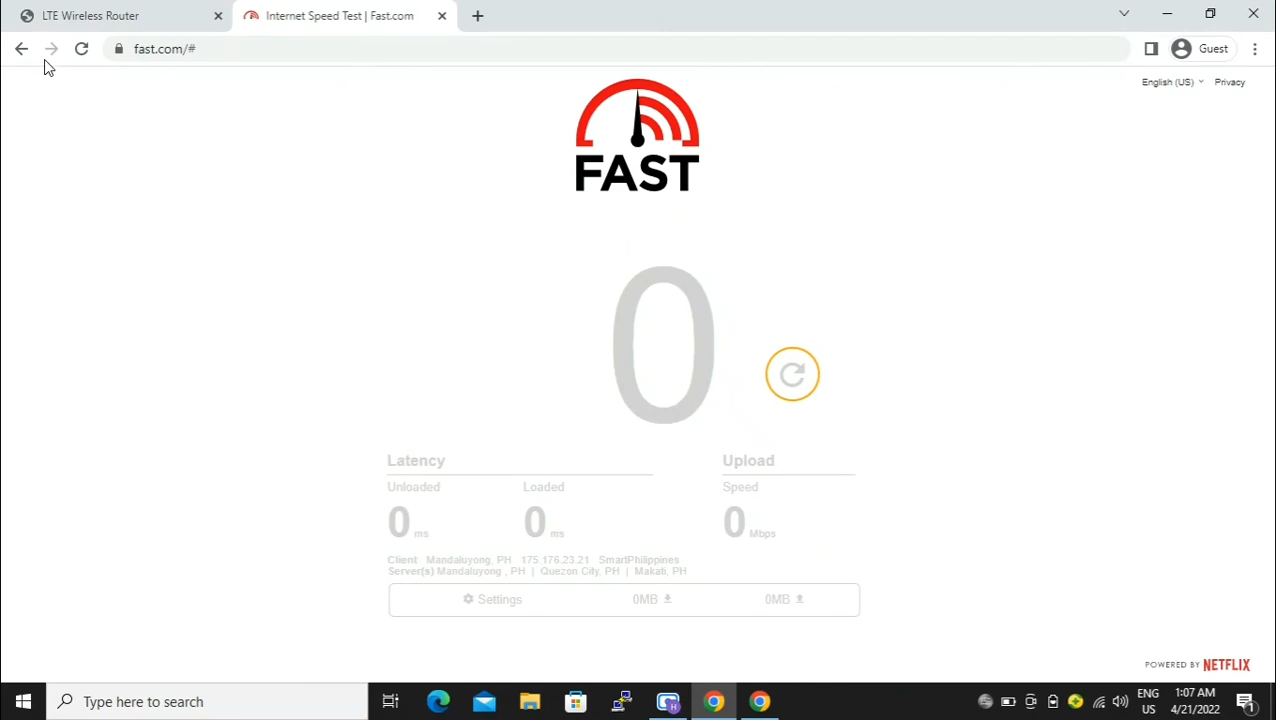 LTE Wireless Router
Internet Speed Test | Fast.com
fast.com/#
Guest
English (US)
Privacy
FAST
0
Latency
Upload
Unloaded
Loaded
Speed
0 ms
0 ms
0 Mbps
Client Mandaluyong, PH 175.176.23.21 SmartPhilippines
Server(s) Mandaluyong , PH | Quezon City, PH | Makati, PH
Settings
0MB
0MB
POWERED BY NETFLIX
Type here to search
ENG
US
1:07 AM
4/21/2022
1